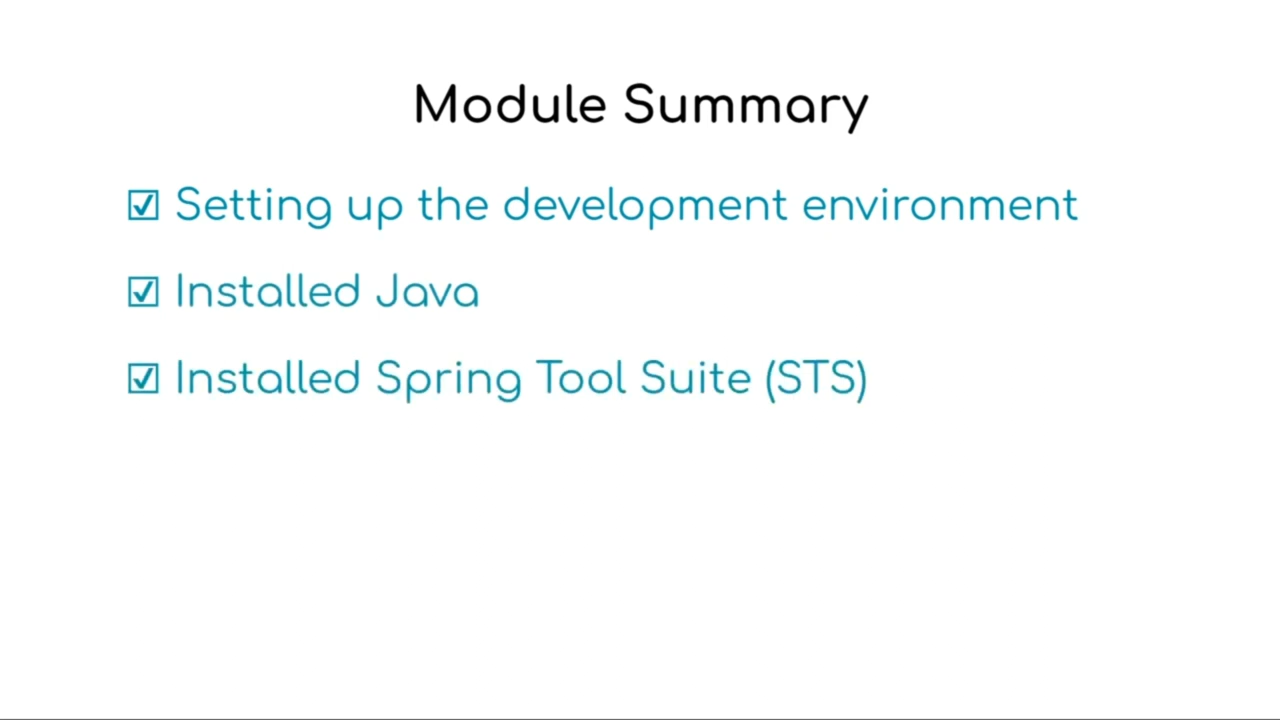 Module Summary
☑ Setting up the development environment
☑ Installed Java
☑ Installed Spring Tool Suite (STS)